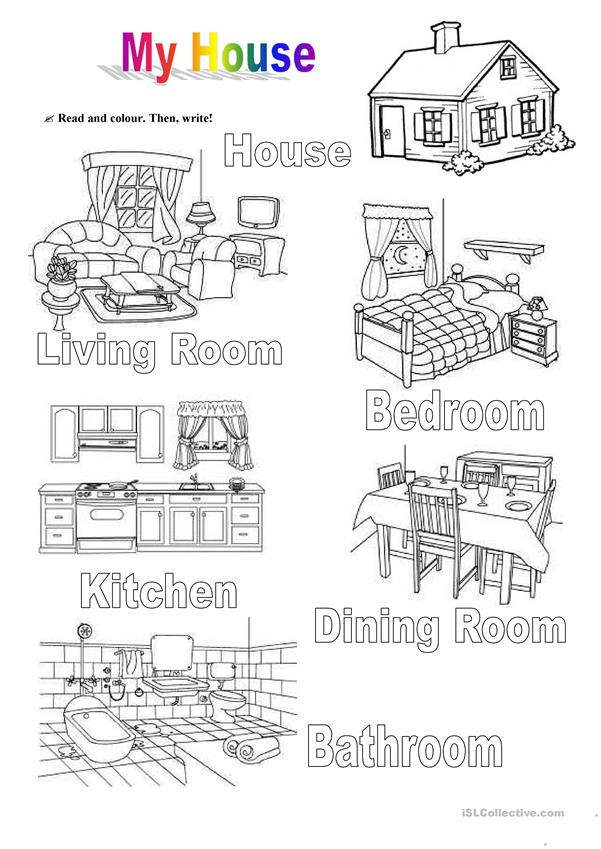 My House
Read and colour. Then, write!
House
Living Room
Bedroom
Kitchen
Dining Room
Bathroom
iSLCollective.com